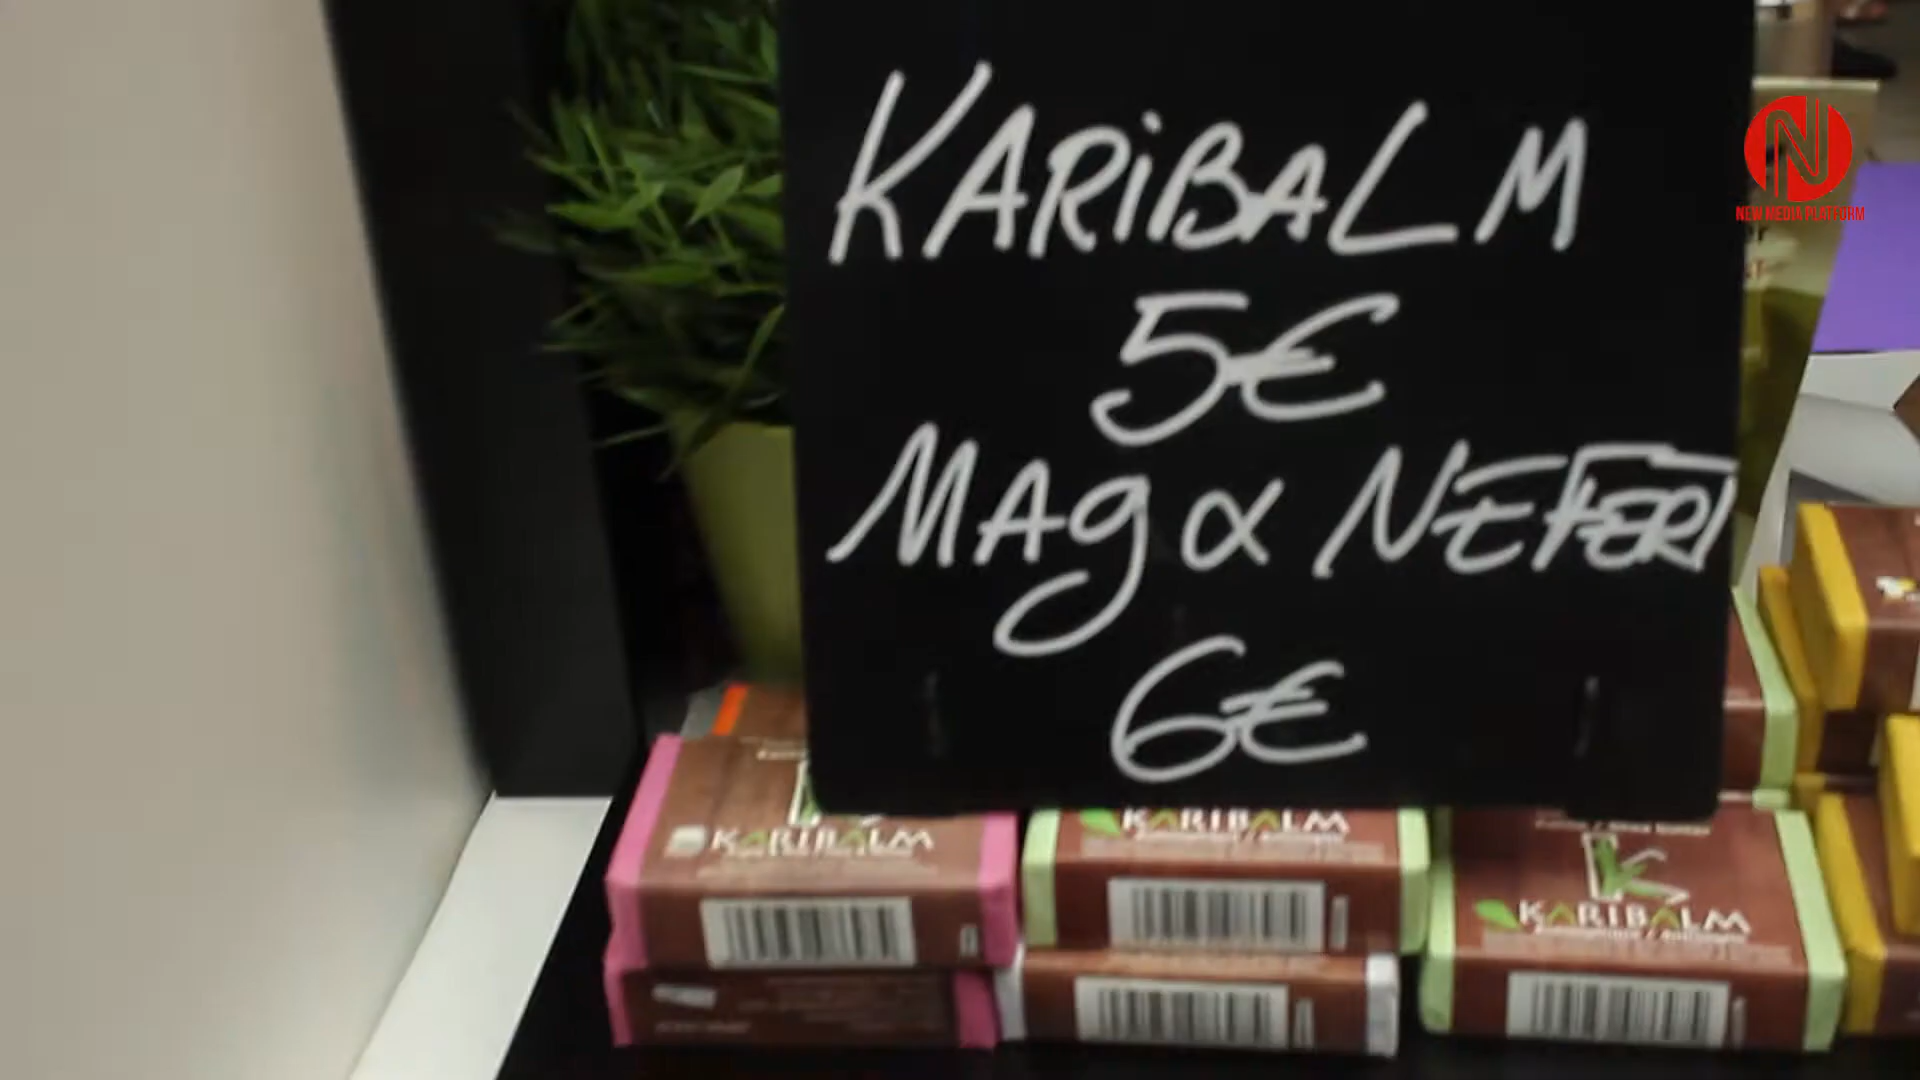 KARiBALM
5€
MAg α NEFERT
6€
NEW MEDIA PLATFORM
KARIBALM
KARIBALM
KARIBALM